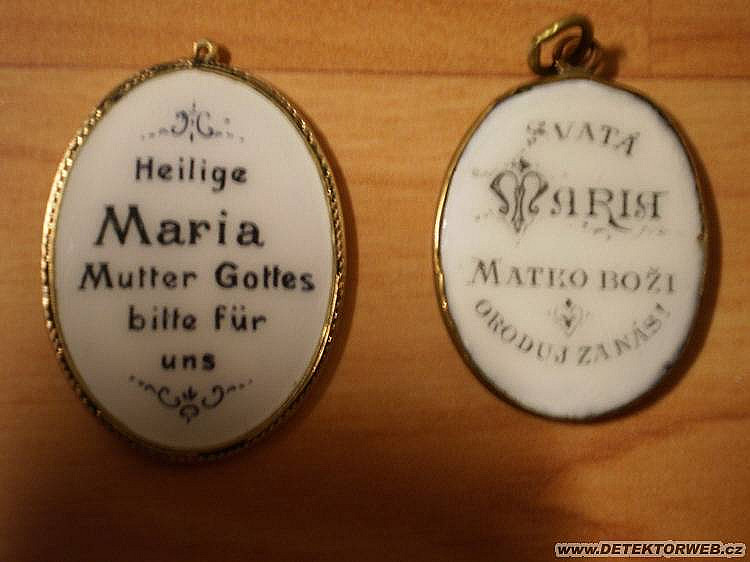 Heilige
Maria
Mutter Gottes
bitte für
uns
SVATÁ
MARIA
MATKO BOŽI
ORODUJ ZA NÁS!
www.DETEKTORWEB.cz